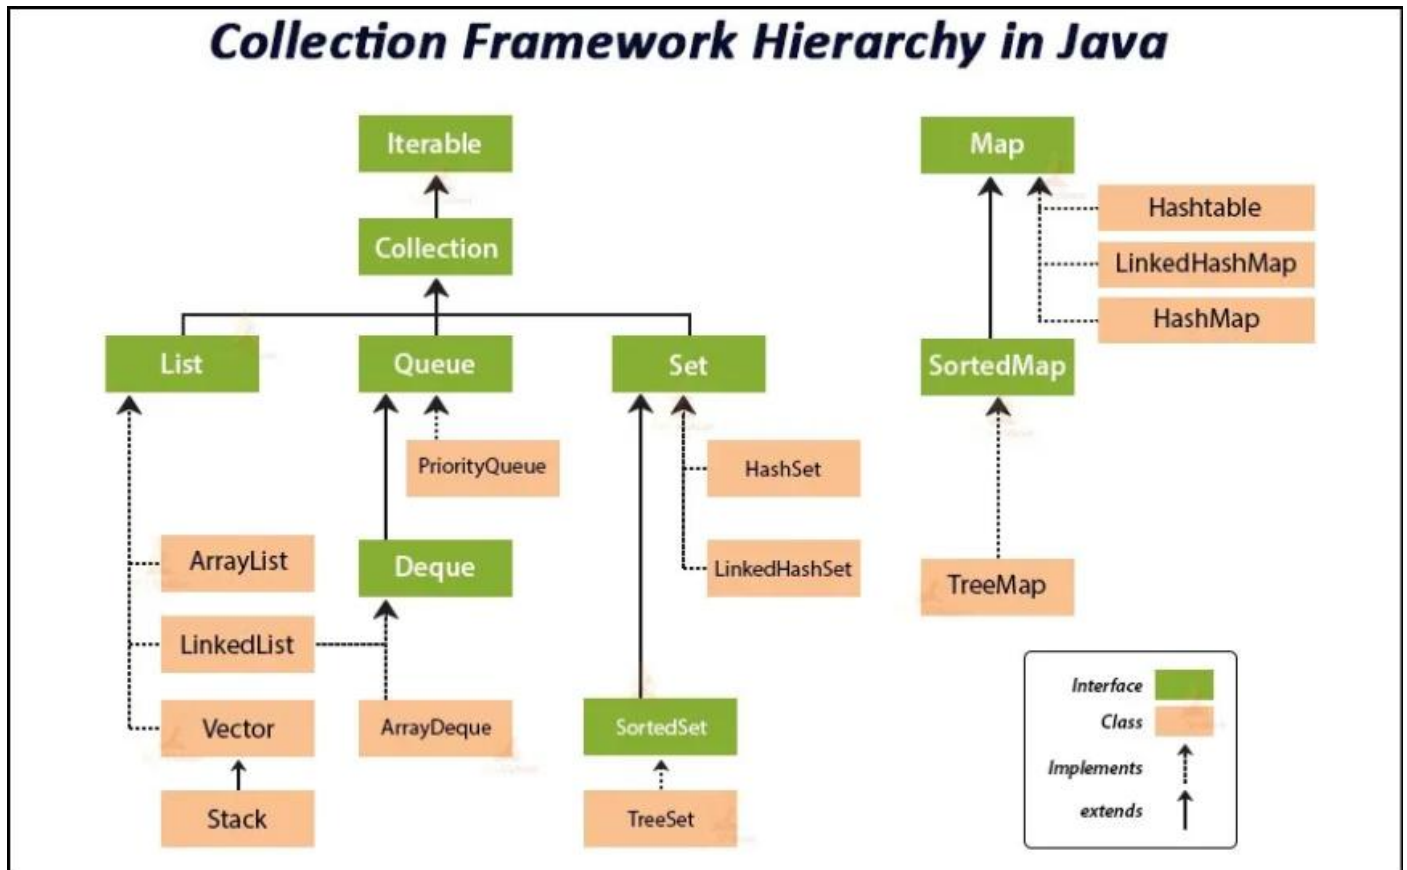 Collection Framework Hierarchy in Java
Iterable
Map
Hashtable
Collection
LinkedHashMap
HashMap
List
Queue
Set
SortedMap
PriorityQueue
HashSet
ArrayList
Deque
LinkedHashSet
TreeMap
LinkedList
Interface
Class
Vector
ArrayDeque
SortedSet
Implements
extends
Stack
TreeSet